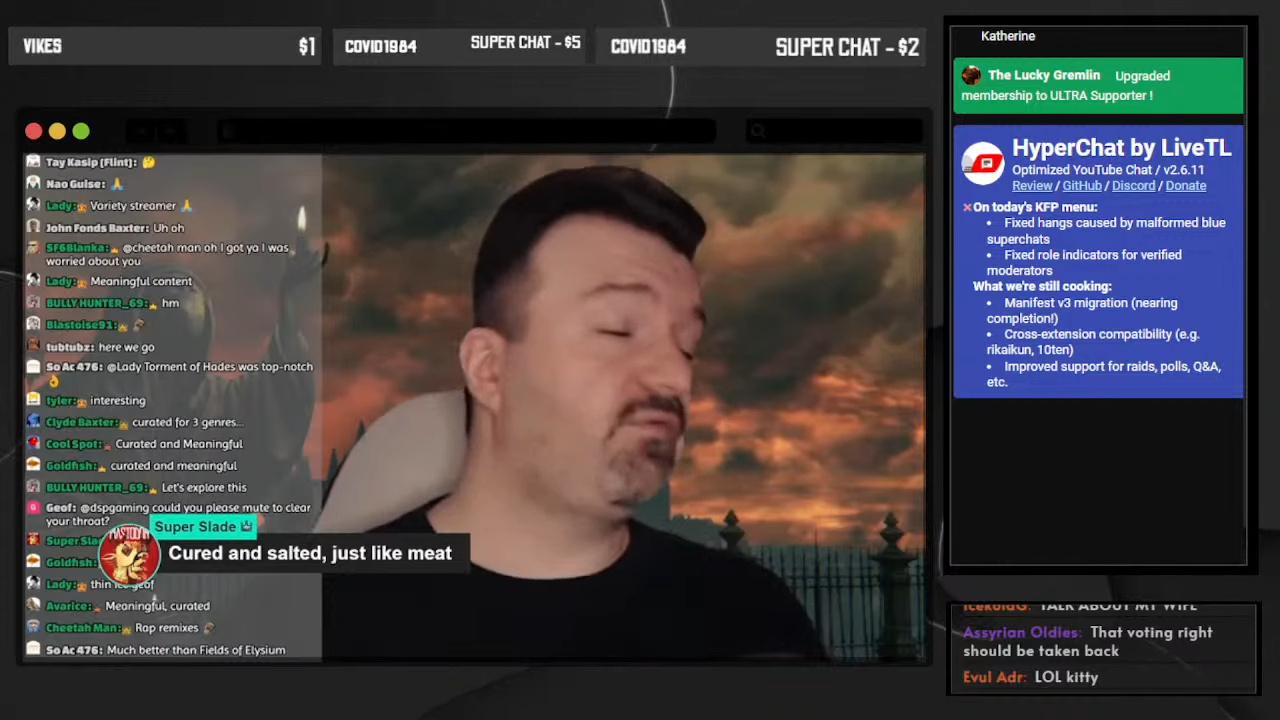 VIKES $1
COVID1984 SUPER CHAT - $5
COVID1984 SUPER CHAT - $2
Tay Kasip (Flint): 🤔
Nao Guise: 🙏
Lady: Variety streamer 🙏
John Fonds Baxter: Uh oh
SF6Blanka: @cheetah man oh I got ya I was
worried about you
Lady: Meaningful content
BULLY HUNTER_69: hm
Blastoise91:
tubtubz: here we go
So Ac 476: @Lady Torment of Hades was top-notch
👌
tyler: interesting
Clyde Baxter: curated for 3 genres...
Cool Spot: Curated and Meaningful
Goldfish: curated and meaningful
BULLY HUNTER_69: Let's explore this
Geof: @dspgaming could you please mute to clear
your throat?
Super Slade
MASTODON
Cured and salted, just like meat
Goldfish:
Lady: thin ice geof
Avarice: Meaningful, curated
Cheetah Man: Rap remixes
So Ac 476: Much better than Fields of Elysium
Katherine
The Lucky Gremlin Upgraded
membership to ULTRA Supporter !
HyperChat by LiveTL
Optimized YouTube Chat / v2.6.11
Review / GitHub / Discord / Donate
❌On today's KFP menu:
• Fixed hangs caused by malformed blue
superchats
• Fixed role indicators for verified
moderators
What we're still cooking:
• Manifest v3 migration (nearing
completion!)
• Cross-extension compatibility (e.g.
rikaikun, 10ten)
• Improved support for raids, polls, Q&A,
etc.
IcekoldG: TALK ABOUT MY WIFE
Assyrian Oldies: That voting right
should be taken back
Evul Adr: LOL kitty